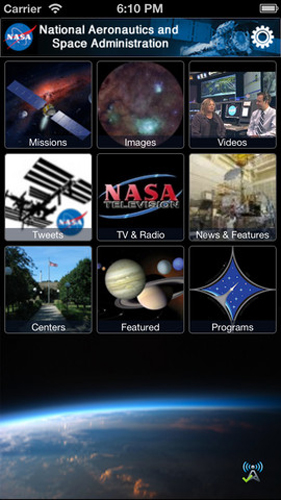 Carrier 6:10 PM
NASA
National Aeronautics and
Space Administration
Missions
Images
Videos
NASA
Tweets
NASA
TELEVISION
TV & Radio
News & Features
Centers
Featured
Programs